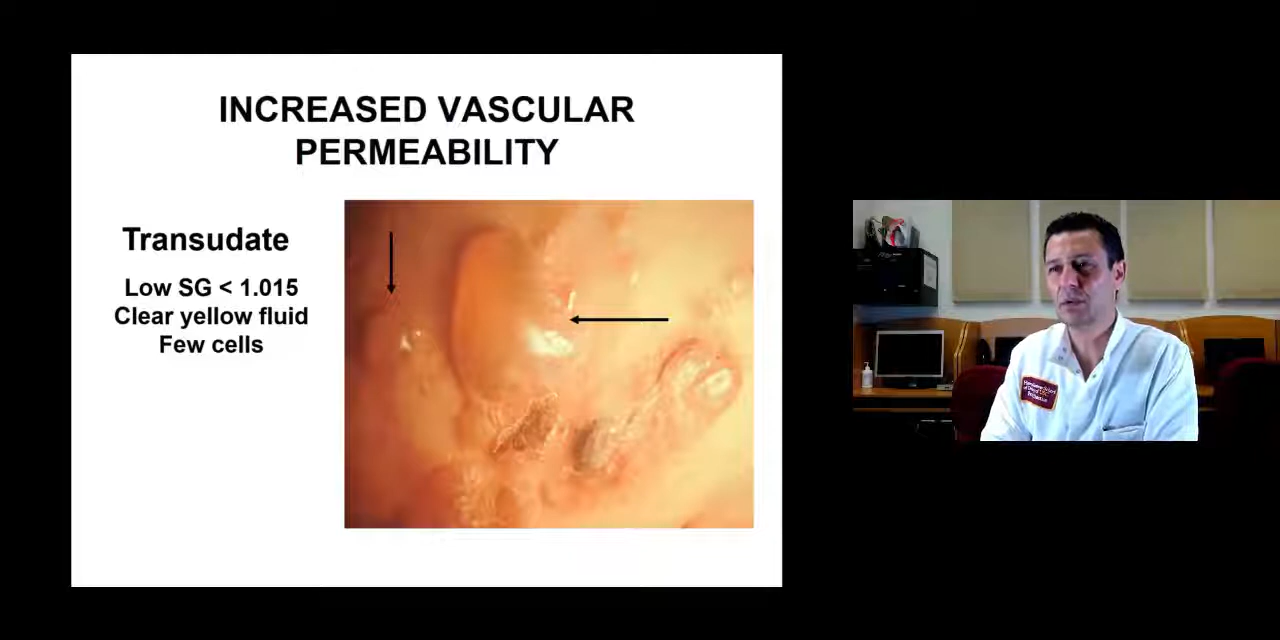 INCREASED VASCULAR
PERMEABILITY
Transudate
Low SG < 1.015
Clear yellow fluid
Few cells